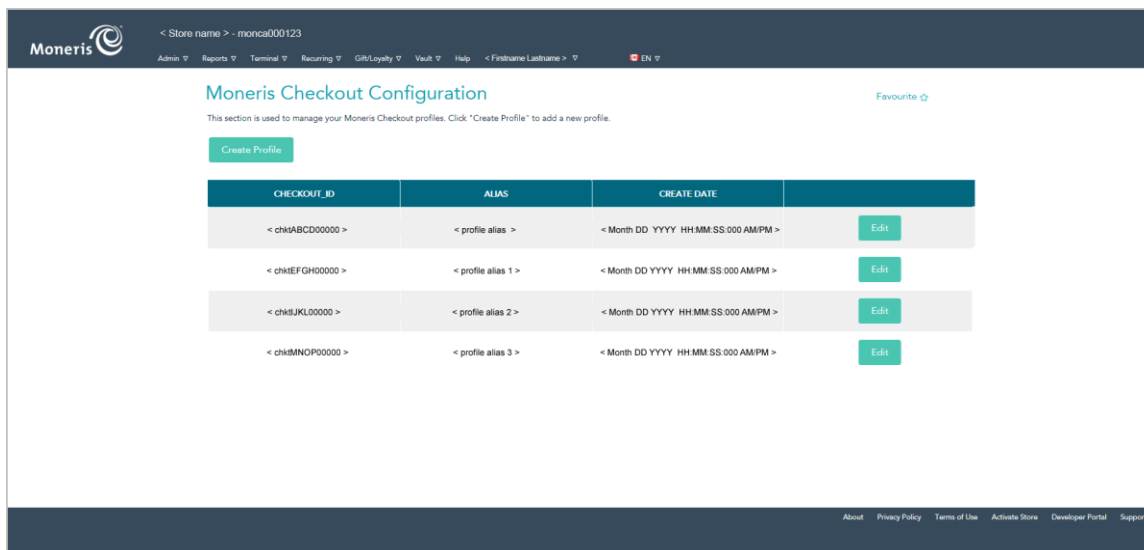 Moneris
< Store name > - monca000123
Admin ▽ Reports ▽ Terminal ▽ Recurring ▽ Gift/Loyalty ▽ Vault ▽ Help < Firstname Lastname > ▽ EN ▽
Moneris Checkout Configuration
Favourite ☆
This section is used to manage your Moneris Checkout profiles. Click "Create Profile" to add a new profile.
Create Profile
CHECKOUT_ID ALIAS CREATE DATE
< chktABCD00000 > < profile alias > < Month DD YYYY HH:MM:SS:000 AM/PM > Edit
< chktEFGH00000 > < profile alias 1 > < Month DD YYYY HH:MM:SS:000 AM/PM > Edit
< chktIJKL00000 > < profile alias 2 > < Month DD YYYY HH:MM:SS:000 AM/PM > Edit
< chktMNOP00000 > < profile alias 3 > < Month DD YYYY HH:MM:SS:000 AM/PM > Edit
About Privacy Policy Terms of Use Activate Store Developer Portal Suppor